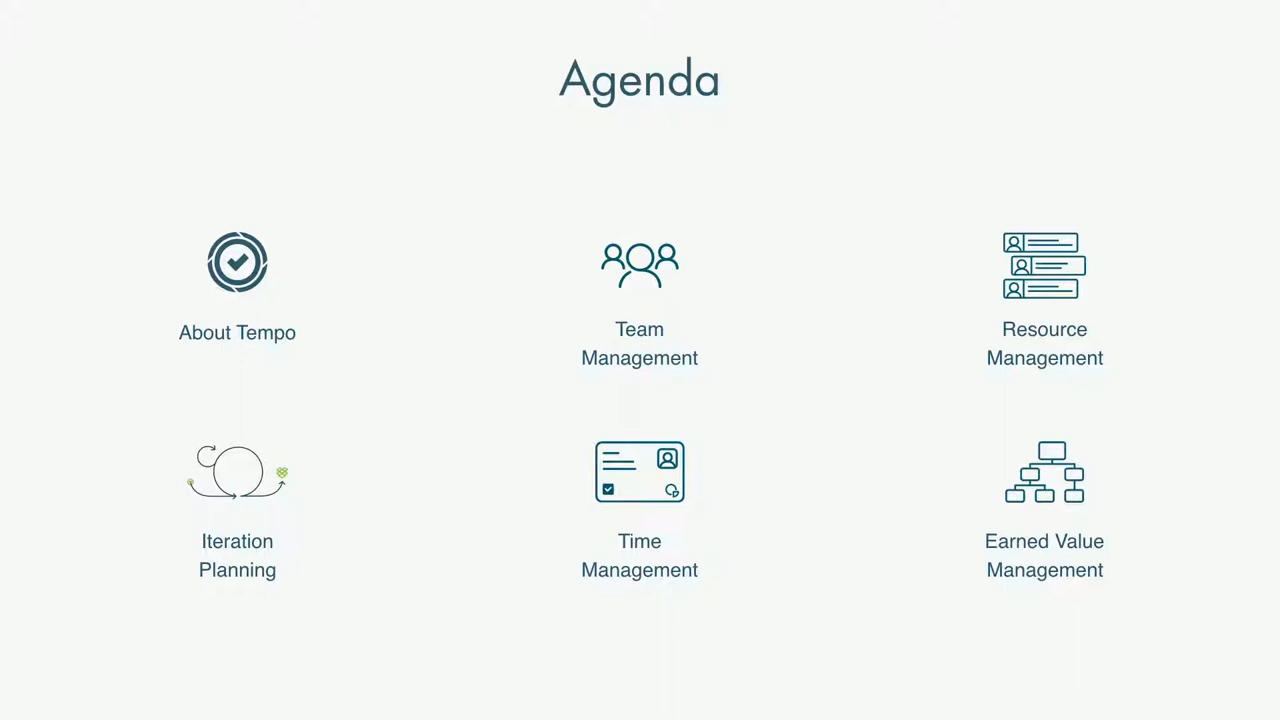 Agenda
About Tempo
Team
Management
Resource
Management
Iteration
Planning
Time
Management
Earned Value
Management